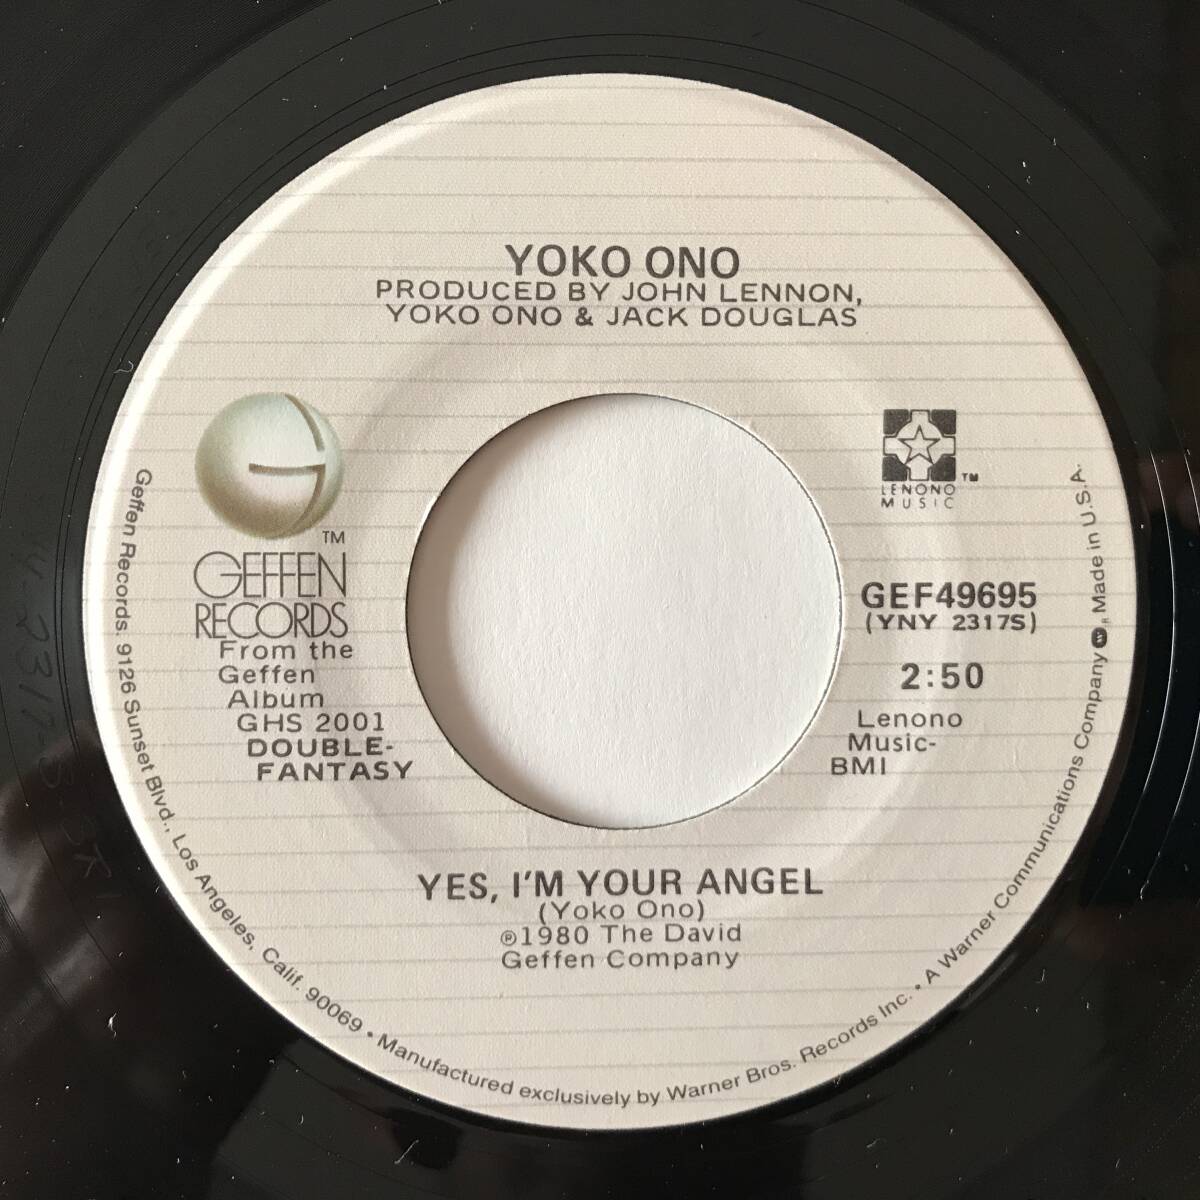 YOKO ONO
PRODUCED BY JOHN LENNON,
YOKO ONO & JACK DOUGLAS
TM
GEFFEN
RECORDS
From the
Geffen
Album
GHS 2001
DOUBLE-
FANTASY
TM
LENONO
MUSIC
GEF49695
(YNY 2317S)
2:50
Lenono
Music-
BMI
YES, I'M YOUR ANGEL
(Yoko Ono)
℗1980 The David
Geffen Company
Geffen Records. 9126 Sunset Blvd., Los Angeles, Calif. 90069 • Manufactured exclusively by Warner Bros. Records Inc. • A Warner Communications Company ® Made in U.S.A.